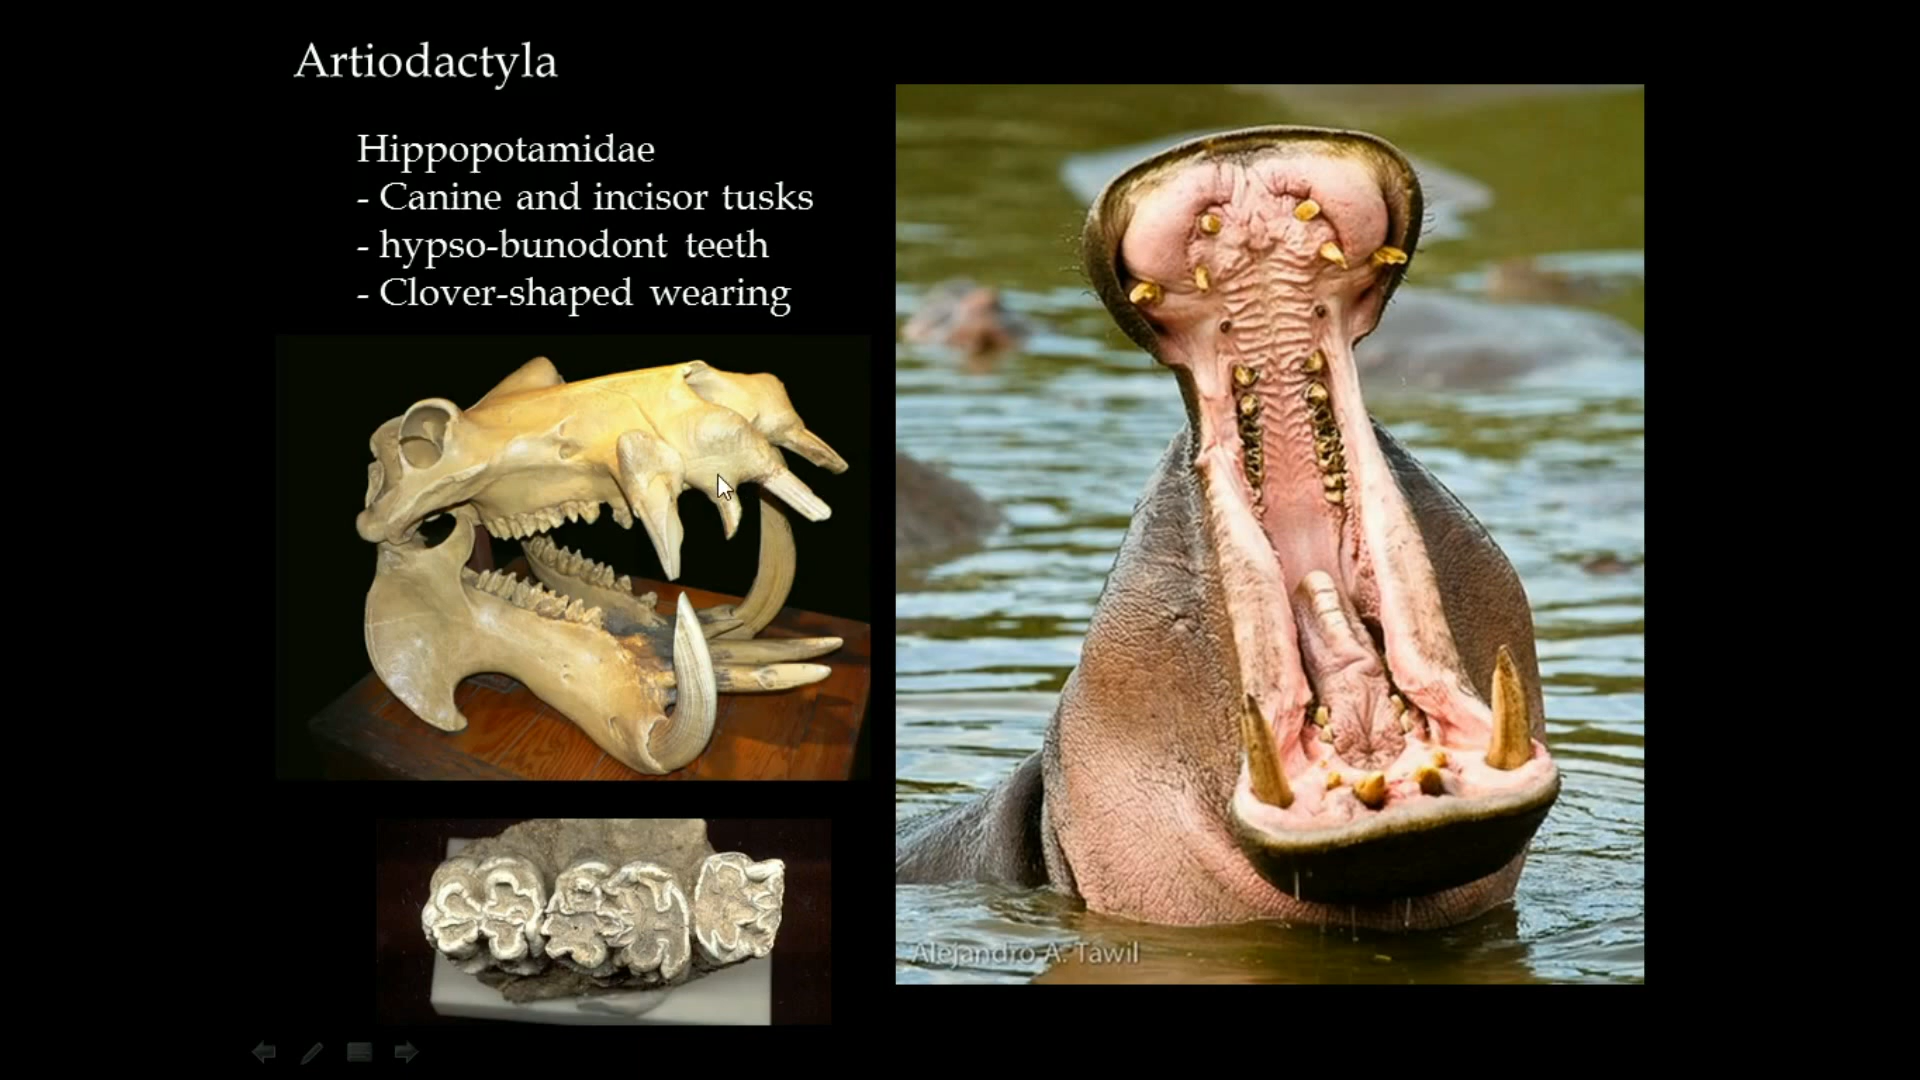 Artiodactyla
Hippopotamidae
- Canine and incisor tusks
- hypso-bunodont teeth
- Clover-shaped wearing
Alejandro A. Tawil